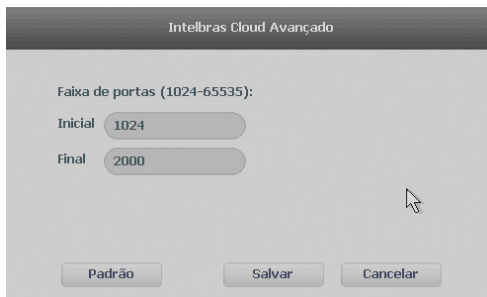 Intelbras Cloud Avançado
Faixa de portas (1024-65535):
Inicial 1024
Final 2000
Padrão Salvar Cancelar